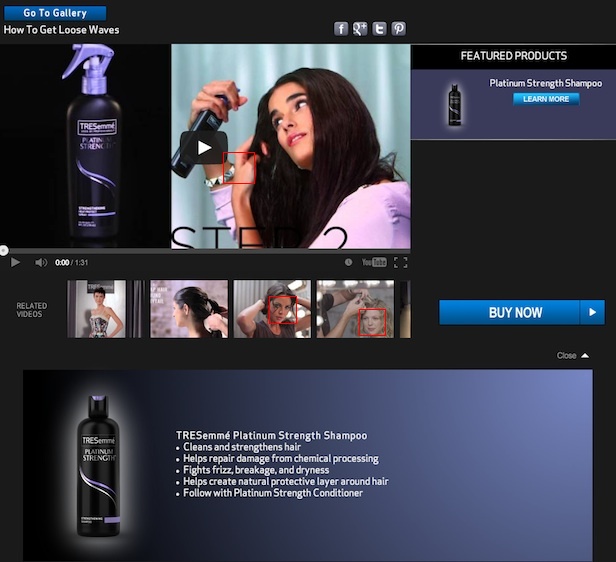 Go To Gallery
How To Get Loose Waves
FEATURED PRODUCTS
Platinum Strength Shampoo
LEARN MORE
TRESemmé
PLATINUM
STRENGTH
STRENGTHENING
STEP 2
0:00 / 1:31
YouTube
RELATED
VIDEOS
BUY NOW
Close
TRESemmé
PLATINUM
STRENGTH
STRENGTHENING
SHAMPOO
TRESemmé Platinum Strength Shampoo
• Cleans and strengthens hair
• Helps repair damage from chemical processing
• Fights frizz, breakage, and dryness
• Helps create natural protective layer around hair
• Follow with Platinum Strength Conditioner